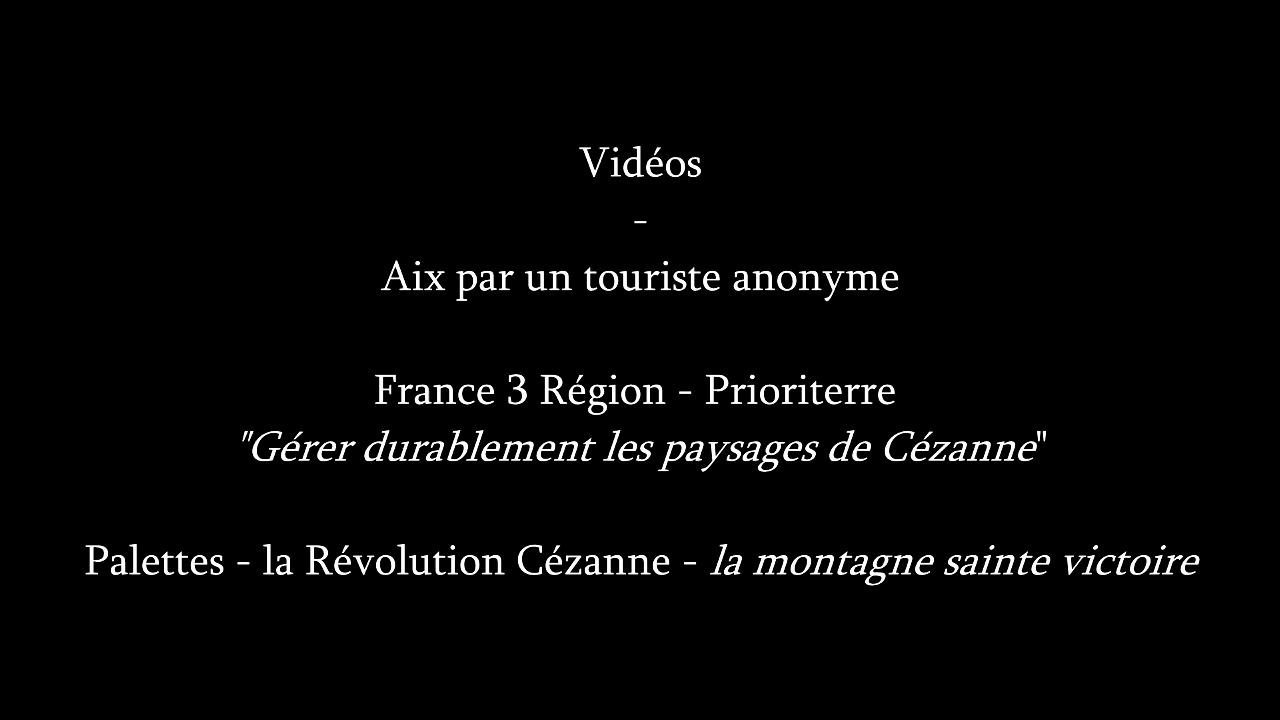 Vidéos
-
Aix par un touriste anonyme
France 3 Région - Prioriterre
"Gérer durablement les paysages de Cézanne"
Palettes - la Révolution Cézanne - la montagne sainte victoire